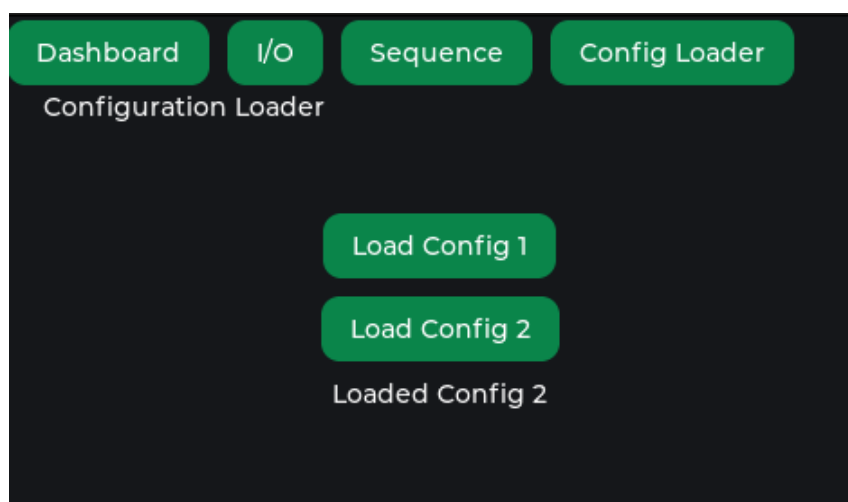 Dashboard I/O Sequence Config Loader
Configuration Loader
Load Config 1
Load Config 2
Loaded Config 2